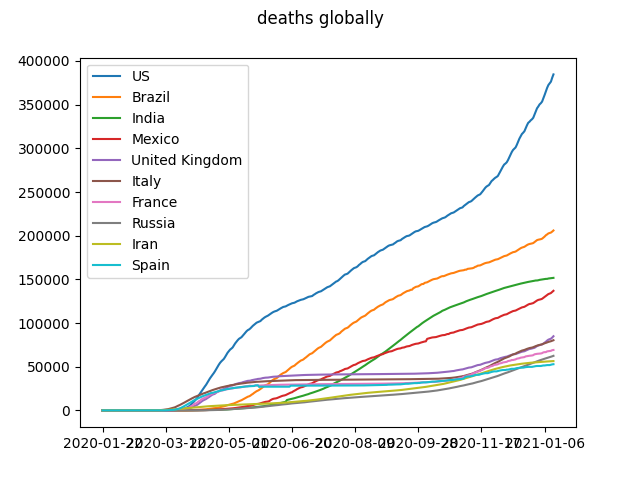 deaths globally
400000
350000
300000
250000
200000
150000
100000
50000
0
US
Brazil
India
Mexico
United Kingdom
Italy
France
Russia
Iran
Spain
2020-01-22 2020-03-12 2020-05-01 2020-06-20 2020-08-09 2020-09-28 2020-11-17 2021-01-06